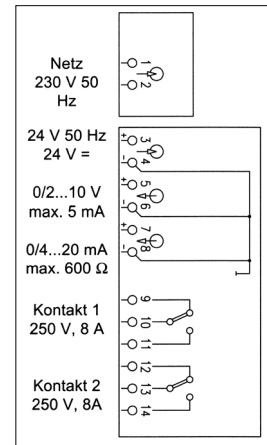 Netz
230 V 50
Hz
1
2
24 V 50 Hz
24 V =
+
3
-
4
0/2...10 V
max. 5 mA
+
5
-
6
0/4...20 mA
max. 600 Ω
+
7
-
8
Kontakt 1
250 V, 8 A
9
10
11
Kontakt 2
250 V, 8A
12
13
14